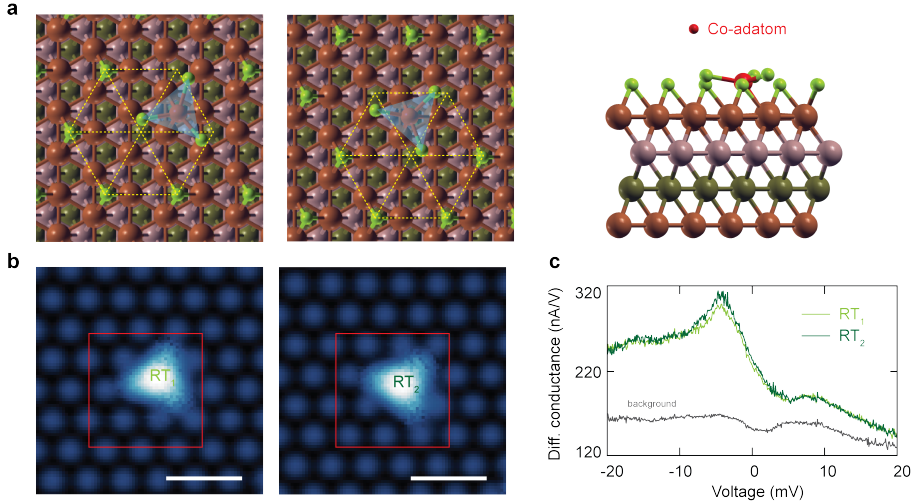 a
Co-adatom
b
RT1
RT2
c
Diff. conductance (nA/V)
320
220
120
RT1
RT2
background
-20
-10
0
10
20
Voltage (mV)